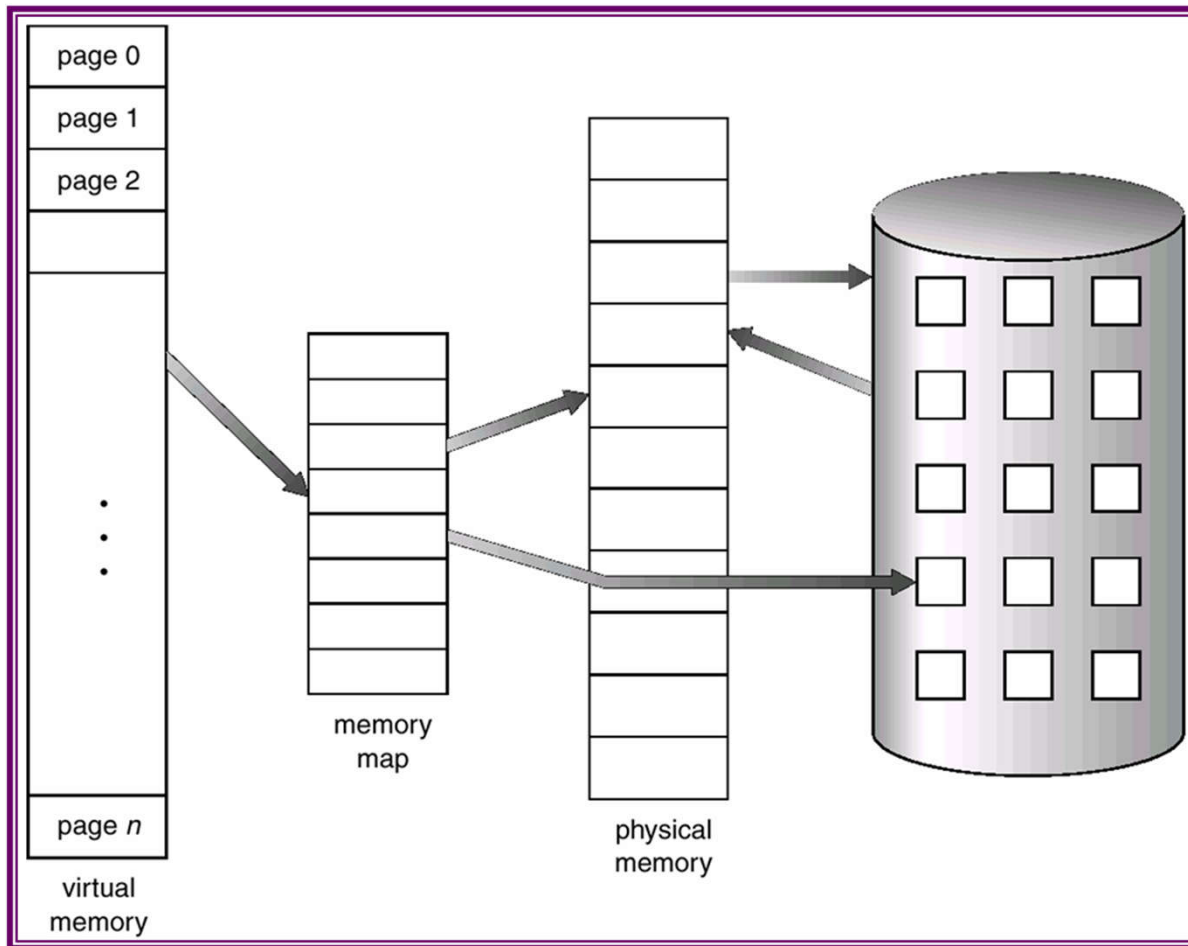 page 0
page 1
page 2
page n
virtual
memory
memory
map
physical
memory